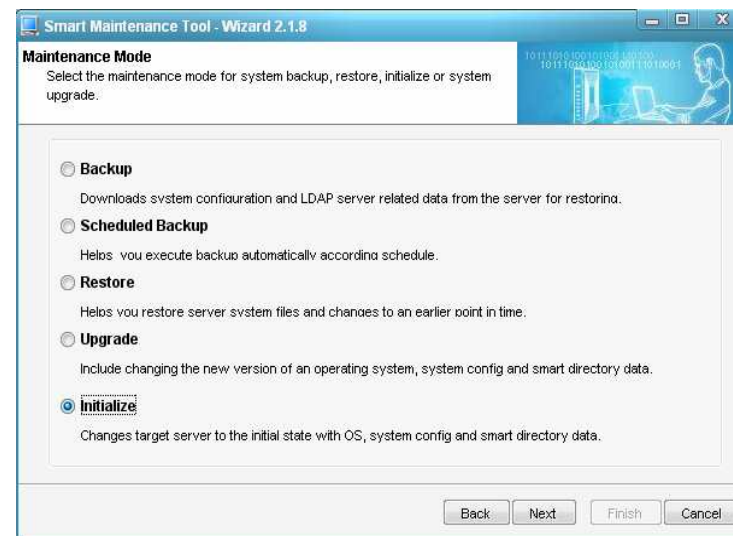 Smart Maintenance Tool - Wizard 2.1.8
Maintenance Mode
Select the maintenance mode for system backup, restore, initialize or system
upgrade.
Backup
Downloads system configuration and LDAP server related data from the server for restoring.
Scheduled Backup
Helps you execute backup automatically according schedule.
Restore
Helps you restore server system files and changes to an earlier point in time.
Upgrade
Include changing the new version of an operating system, system config and smart directory data.
Initialize
Changes target server to the initial state with OS, system config and smart directory data.
Back
Next
Finish
Cancel